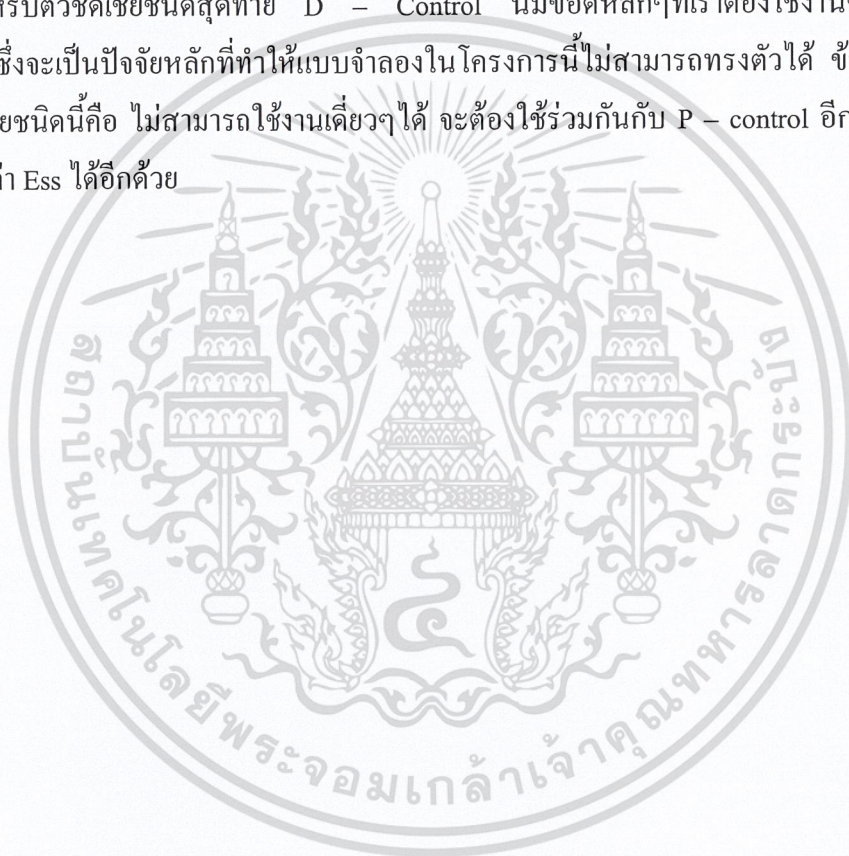 หรับตัวชดเชยชนิดสุดท้าย D – Control นี้มีข้อดีหลักๆที่เราต้องใช้งาน
ซึ่งจะเป็นปัจจัยหลักที่ทำให้แบบจำลองในโครงการนี้ไม่สามารถทรงตัวได้ ข้
ยชนิดนี้คือ ไม่สามารถใช้งานเดี่ยวๆได้ จะต้องใช้ร่วมกันกับ P – control อีก
่า Ess ได้อีกด้วย
สถาบันเทคโนโลยีพระจอมเกล้าเจ้าคุณทหารลาดกระบัง
๔